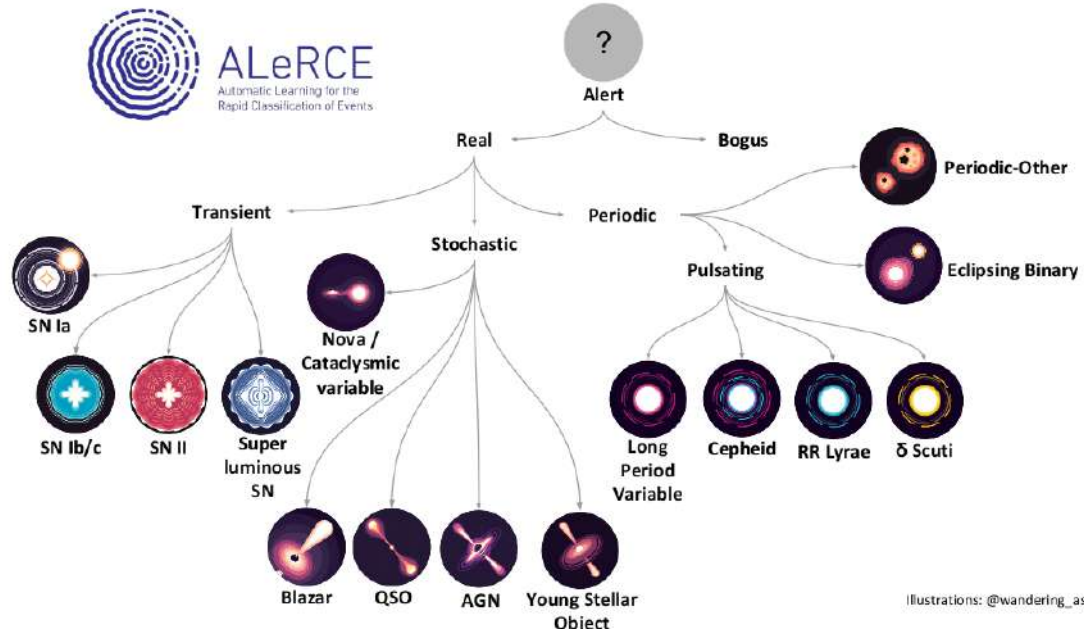 ALeRCE
Automatic Learning for the
Rapid Classification of Events
?
Alert
Real
Bogus
Periodic-Other
Transient
Periodic
Stochastic
Eclipsing Binary
Pulsating
SN Ia
Nova /
Cataclysmic
variable
SN Ib/c
SN II
Super
luminous
SN
Long
Period
Variable
Cepheid
RR Lyrae
δ Scuti
Blazar
QSO
AGN
Young Stellar
Object
Illustrations: @wandering_as